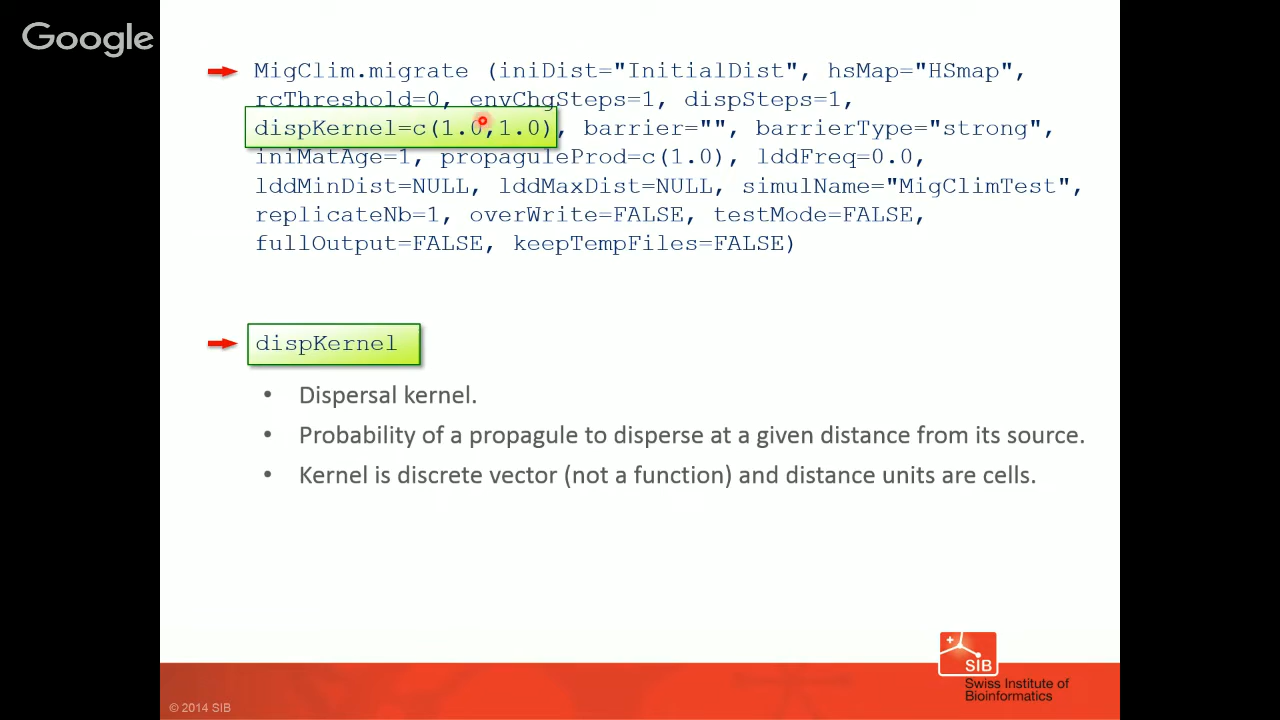 Google
MigClim.migrate (iniDist="InitialDist", hsMap="HSmap",
rcThreshold=0, envChgSteps=1, dispSteps=1,
dispKernel=c(1.0,1.0), barrier="", barrierType="strong",
iniMatAge=1, propaguleProd=c(1.0), lddFreq=0.0,
lddMinDist=NULL, lddMaxDist=NULL, simulName="MigClimTest",
replicateNb=1, overWrite=FALSE, testMode=FALSE,
fullOutput=FALSE, keepTempFiles=FALSE)
dispKernel
• Dispersal kernel.
• Probability of a propagule to disperse at a given distance from its source.
• Kernel is discrete vector (not a function) and distance units are cells.
SIB
Swiss Institute of
Bioinformatics
© 2014 SIB